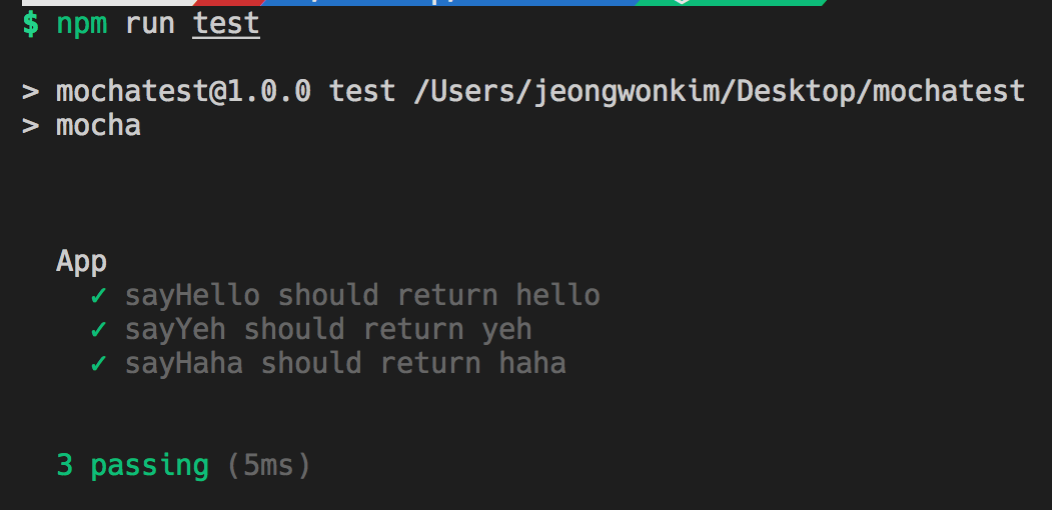 $ npm run test
> mochatest@1.0.0 test /Users/jeongwonkim/Desktop/mochatest
> mocha
App
✓ sayHello should return hello
✓ sayYeh should return yeh
✓ sayHaha should return haha
3 passing (5ms)